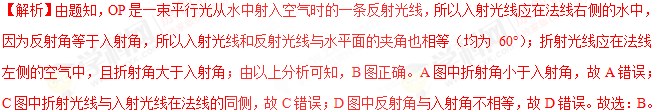 【解析】由题知，OP是一束平行光从水中射入空气时的一条反射光线，所以入射光线应在法线右侧的水中，
因为反射角等于入射角，所以入射光线和反射光线与水平面的夹角也相等（均为 60°）；折射光线应在法线
左侧的空气中，且折射角大于入射角；由以上分析可知，B图正确。A图中折射角小于入射角，故A错误；
C图中折射光线与入射光线在法线的同侧，故C错误；D图中反射角与入射角不相等，故D错误。故选：B。